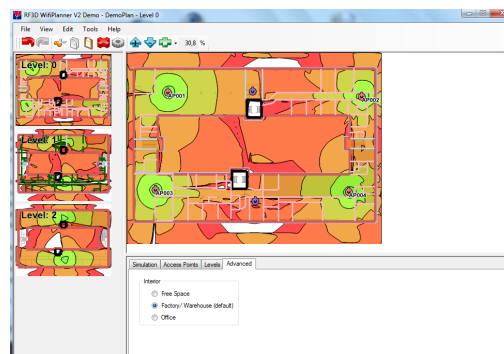 RF3D WifiPlanner V2 Demo - DemoPlan - Level 0
File View Edit Tools Help
30,8 %
Level: 0
Level: 1
Level: 2
AP001
AP002
AP003
AP004
Simulation Access Points Levels Advanced
Interior
Free Space
Factory/ Warehouse (default)
Office